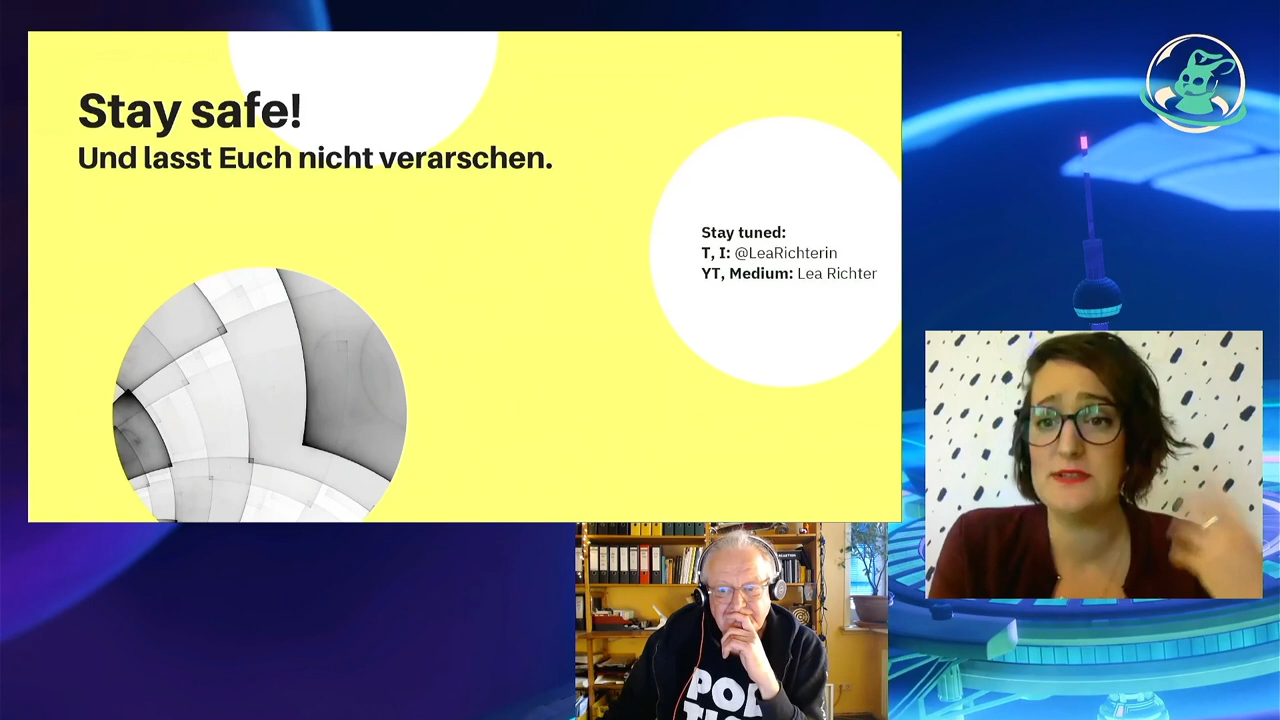 Stay safe!
Und lasst Euch nicht verarschen.
Stay tuned:
T, I: @LeaRichterin
YT, Medium: Lea Richter